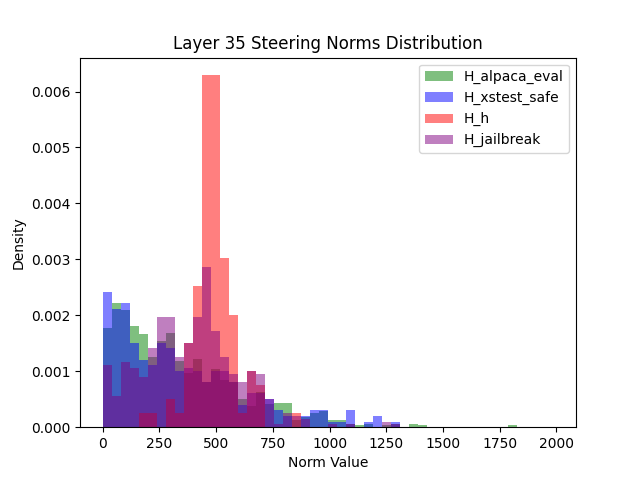 Layer 35 Steering Norms Distribution
H_alpaca_eval
H_xstest_safe
H_h
H_jailbreak
0.006
0.005
0.004
0.003
0.002
0.001
0.000
Density
0 250 500 750 1000 1250 1500 1750 2000
Norm Value